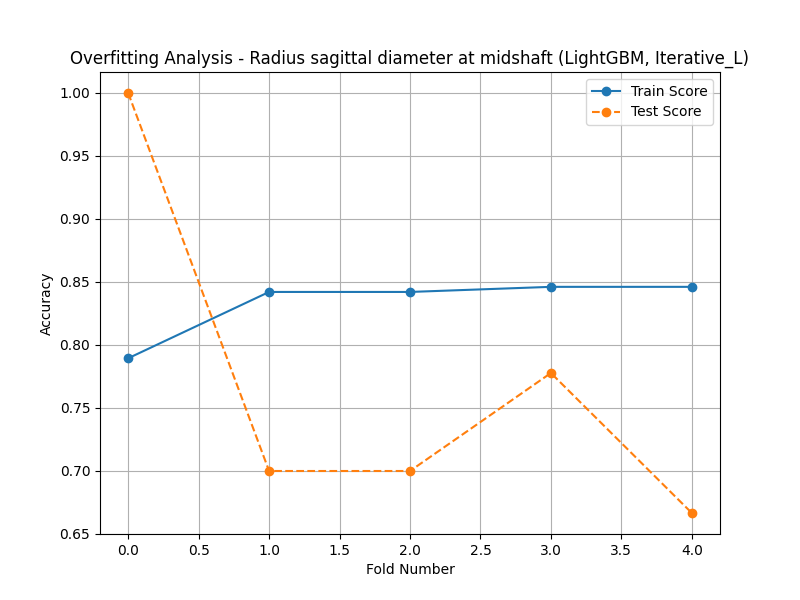 Overfitting Analysis - Radius sagittal diameter at midshaft (LightGBM, Iterative_L)
Train Score
Test Score
1.00
0.95
0.90
0.85
0.80
0.75
0.70
0.65
Accuracy
0.0 0.5 1.0 1.5 2.0 2.5 3.0 3.5 4.0
Fold Number